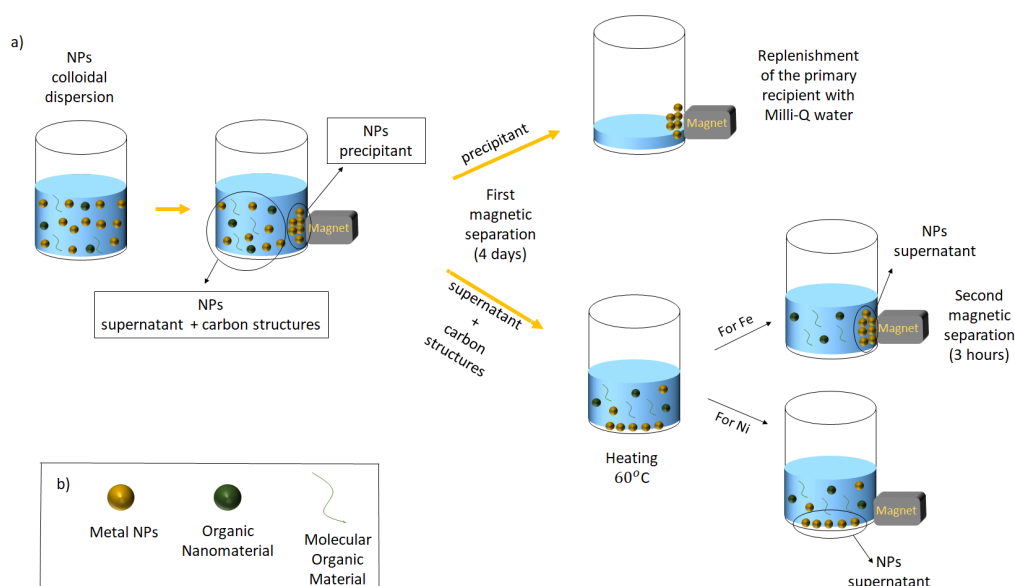 a)
NPs
colloidal
dispersion
Magnet
NPs
precipitant
NPs
supernatant + carbon structures
precipitant
First
magnetic
separation
(4 days)
supernatant
+
carbon
structures
Magnet
Replenishment
of the primary
recipient with
Milli-Q water
Heating
60°C
For Fe
For Ni
Magnet
NPs
supernatant
Second
magnetic
separation
(3 hours)
Magnet
NPs
supernatant
b)
Metal NPs
Organic
Nanomaterial
Molecular
Organic
Material